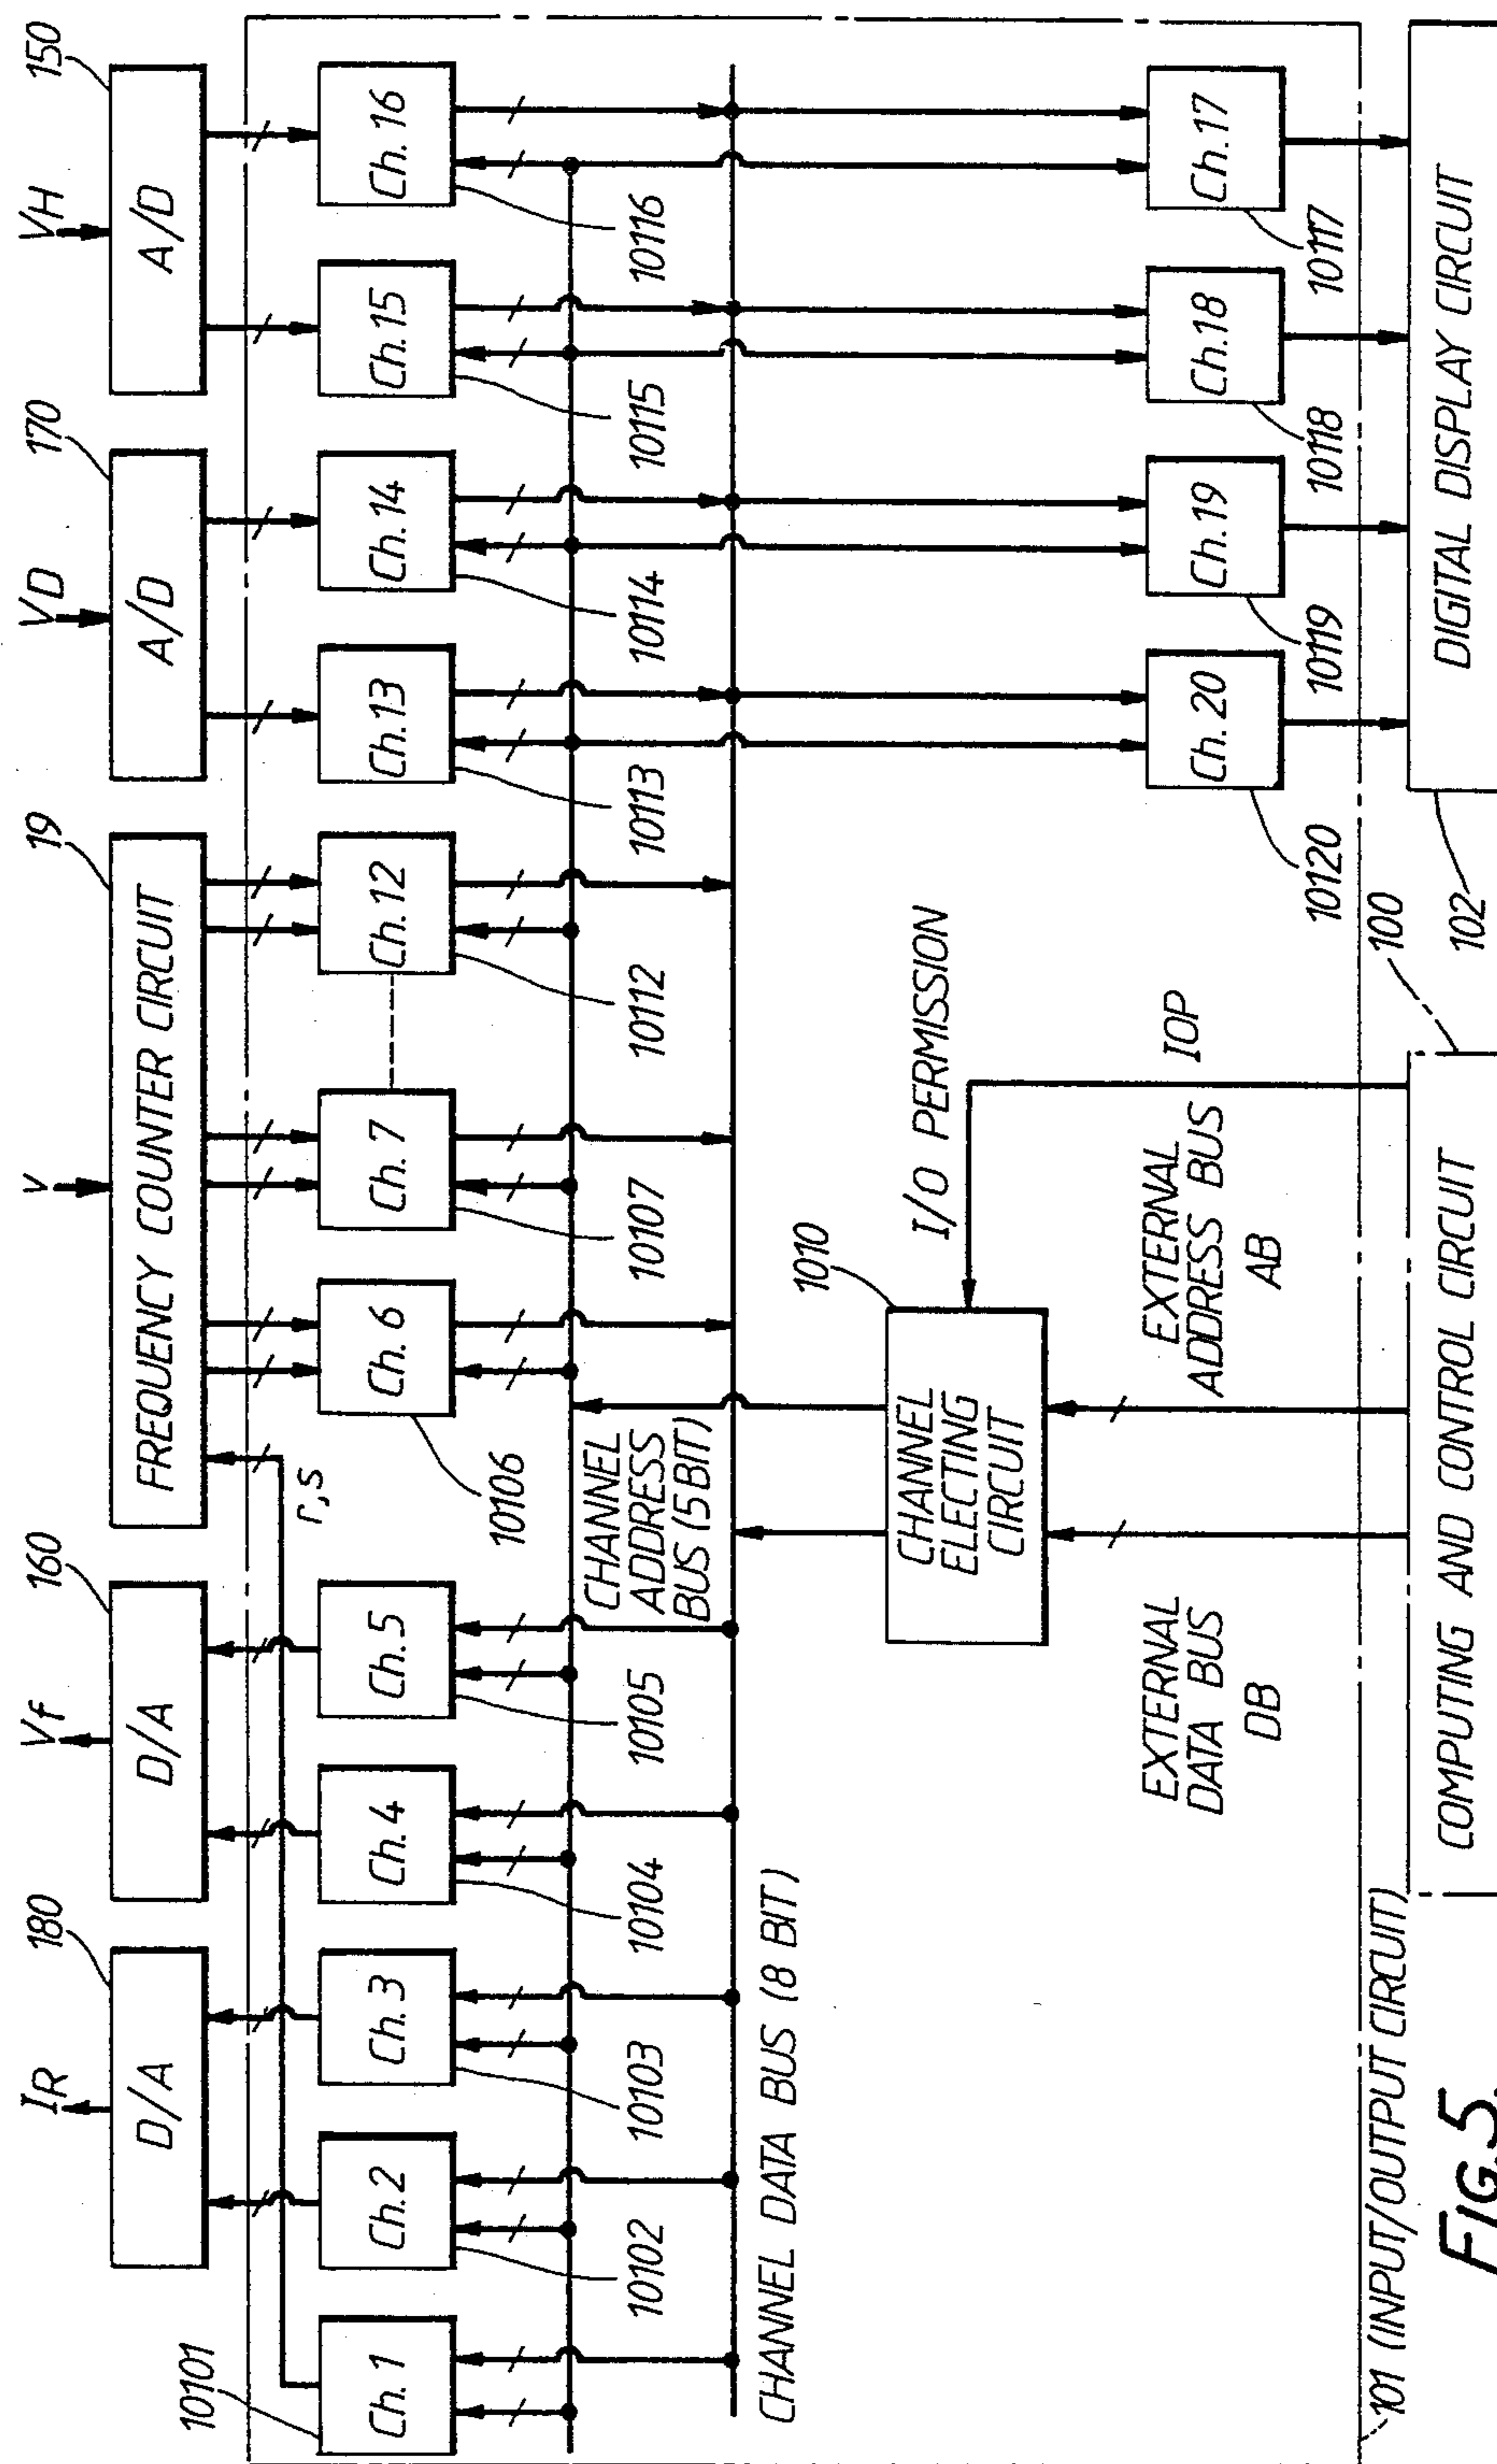 IR
Vf
v
VD
VH
180
160
19
170
150
D/A
D/A
FREQUENCY COUNTER CIRCUIT
A/D
A/D
r,s
10101
Ch. 1
Ch. 2
Ch. 3
Ch. 4
Ch. 5
Ch. 6
Ch. 7
Ch. 12
Ch. 13
Ch. 14
Ch. 15
Ch. 16
10102
10103
10104
10105
10106
10107
10112
10113
10114
10115
10116
CHANNEL
ADDRESS
BUS (5 BIT)
CHANNEL DATA BUS (8 BIT)
1010
CHANNEL
ELECTING
CIRCUIT
I/O PERMISSION
IOP
EXTERNAL
DATA BUS
DB
EXTERNAL
ADDRESS BUS
AB
Ch. 20
Ch. 19
Ch. 18
Ch. 17
10120
10119
10118
10117
101 (INPUT/OUTPUT CIRCUIT)
100
102
COMPUTING AND CONTROL CIRCUIT
DIGITAL DISPLAY CIRCUIT
FIG.5.